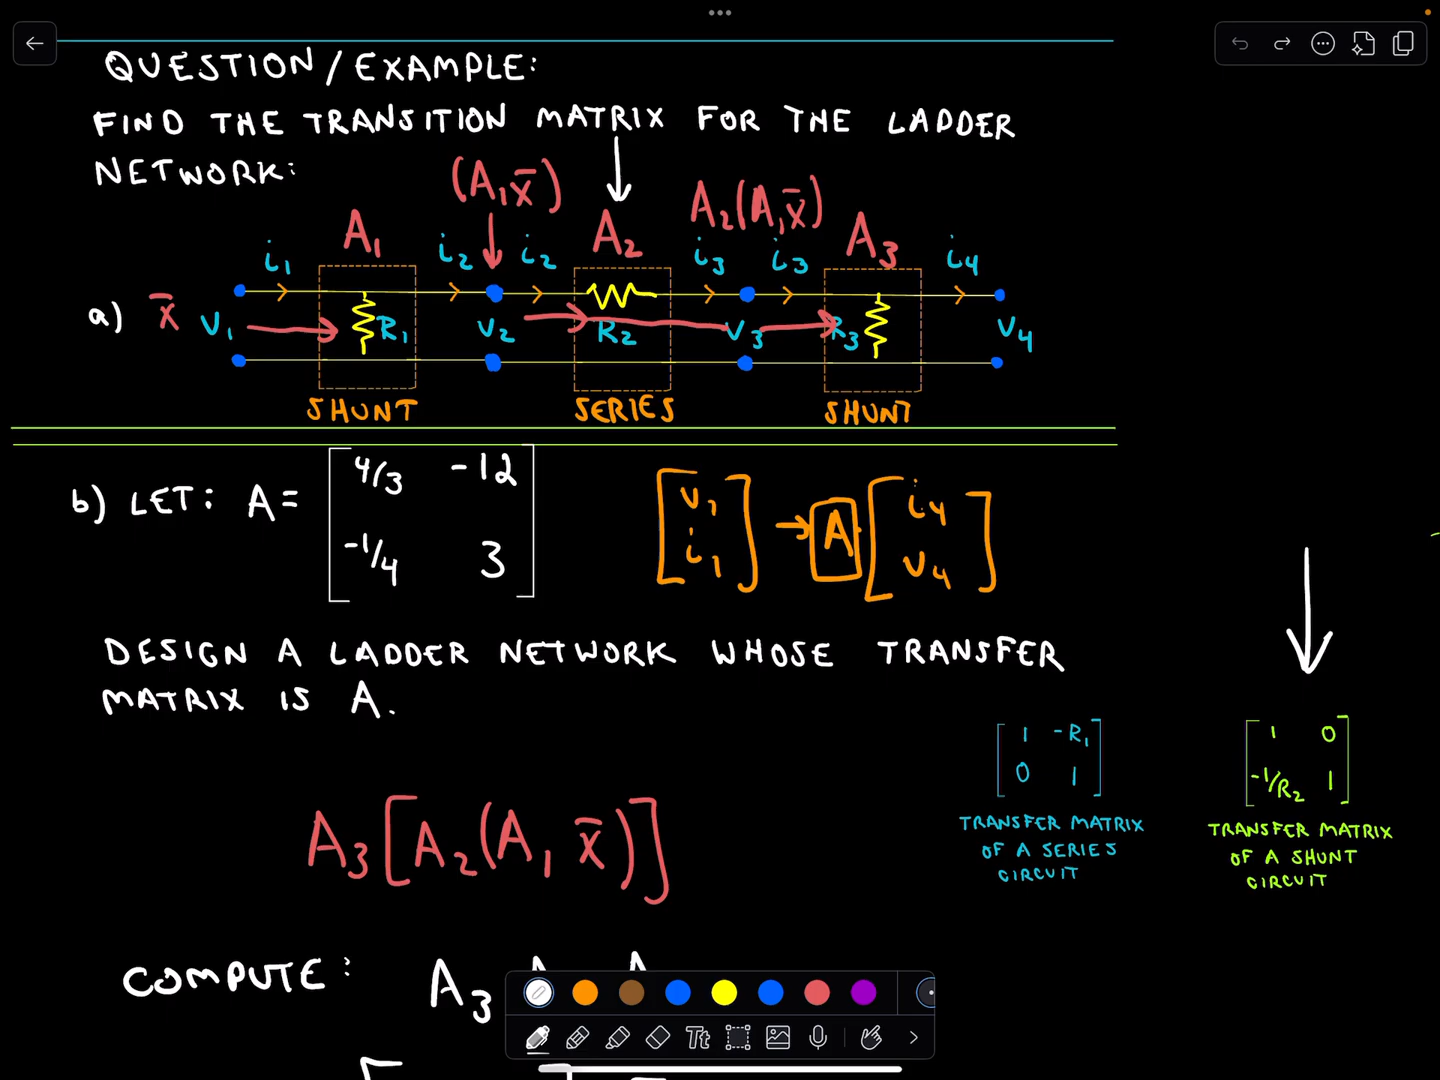 QUESTION/EXAMPLE:
FIND THE TRANSITION MATRIX FOR THE LADDER
NETWORK:
(A₁x̄)
A₂(A₁x̄)
A₁
A₂
A₃
i₁
i₂
i₂
i₃
i₃
i₄
a) x̄
V₁
R₁
V₂
R₂
V₃
R₃
V₄
SHUNT
SERIES
SHUNT
b) LET: A = [4/3 -12
-1/4 3]
[V₁ i₁] → A [i₄ V₄]
DESIGN A LADDER NETWORK WHOSE TRANSFER
MATRIX IS A.
[1 -R₁
0 1]
TRANSFER MATRIX
OF A SERIES
CIRCUIT
[1 0
-1/R₂ 1]
TRANSFER MATRIX
OF A SHUNT
CIRCUIT
A₃[A₂(A₁x̄)]
COMPUTE: A₃
Tt